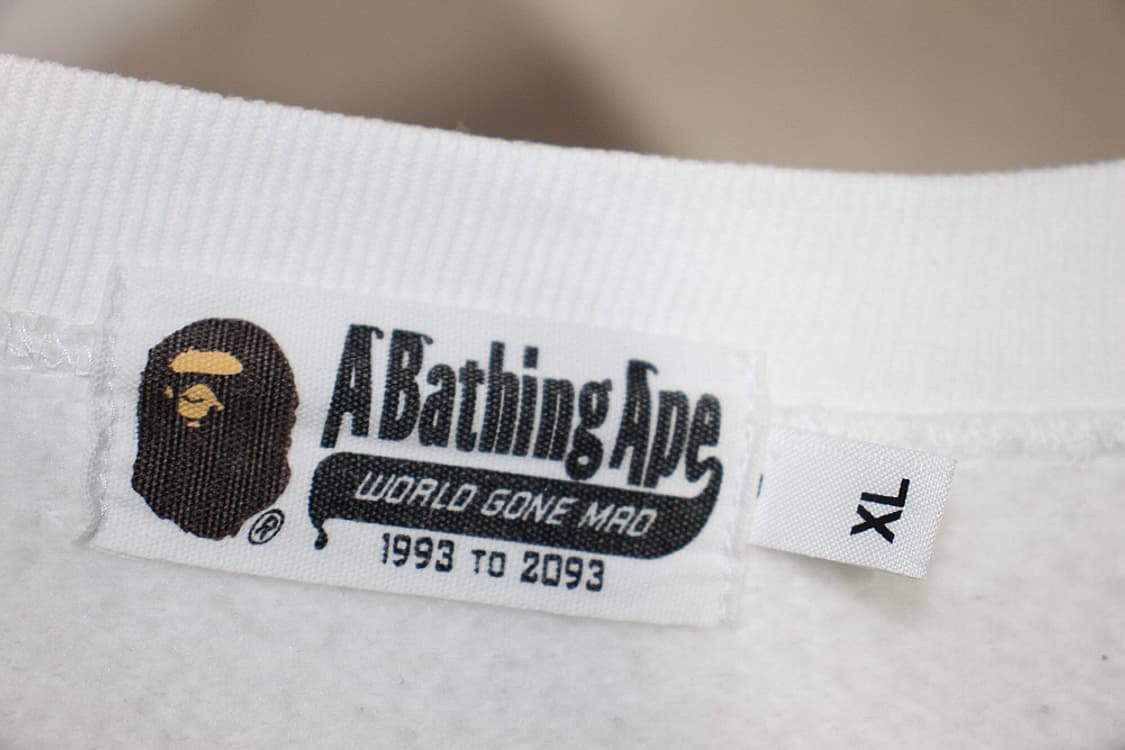 A Bathing Ape
WORLD GONE MAD
1993 TO 2093
®
XL